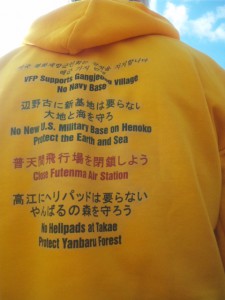 VFP Supports Gangjeong Village
No Navy Base
辺野古に新基地は要らない
大地と海を守ろう
No New U.S. Military Base on Henoko
Protect the Earth and Sea
普天間飛行場を閉鎖しよう
Close Futenma Air Station
高江にヘリパッドは要らない
やんばるの森を守ろう
No Helipads at Takae
Protect Yanbaru Forest